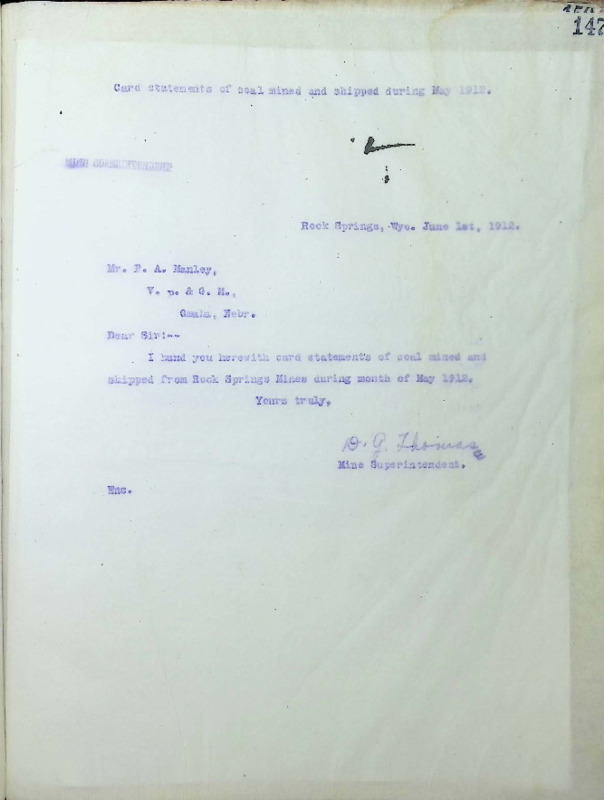 147
Card statements of coal mined and shipped during May 1912.
MINE SUPERINTENDENT
Rock Springs, Wyo. June 1st, 1912.
Mr. F. A. Manley,
V. p. & G. M.,
Omaha, Nebr.
Dear Sir:--
I hand you herewith card statements of coal mined and
shipped from Rock Springs Mines during month of May 1912.
Yours truly,
D. G. Thomas
Mine Superintendent.
Enc.